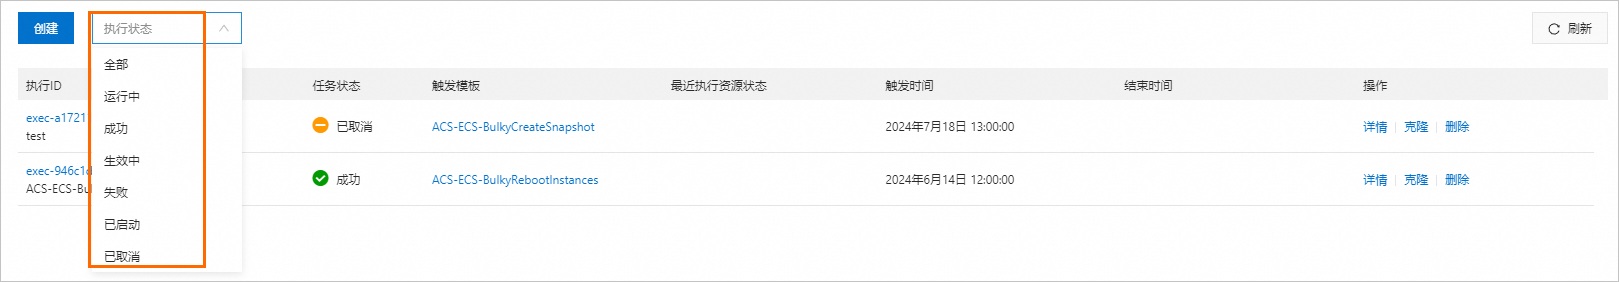 创建
执行状态
刷新
全部
运行中
成功
生效中
失败
已启动
已取消
执行ID 任务状态 触发模板 最近执行资源状态 触发时间 结束时间 操作
exec-a1721 已取消 ACS-ECS-BulkyCreateSnapshot 2024年7月18日 13:00:00 详情 克隆 删除
test
exec-946c1d 成功 ACS-ECS-BulkyRebootInstances 2024年6月14日 12:00:00 详情 克隆 删除
ACS-ECS-Bul